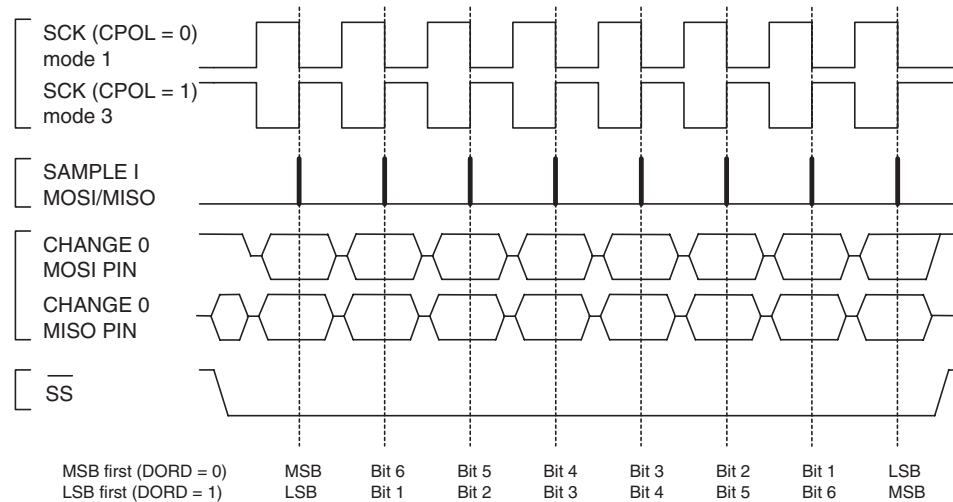 SCK (CPOL = 0)
mode 1
SCK (CPOL = 1)
mode 3
SAMPLE I
MOSI/MISO
CHANGE 0
MOSI PIN
CHANGE 0
MISO PIN
SS
MSB first (DORD = 0) MSB Bit 6 Bit 5 Bit 4 Bit 3 Bit 2 Bit 1 LSB
LSB first (DORD = 1) LSB Bit 1 Bit 2 Bit 3 Bit 4 Bit 5 Bit 6 MSB